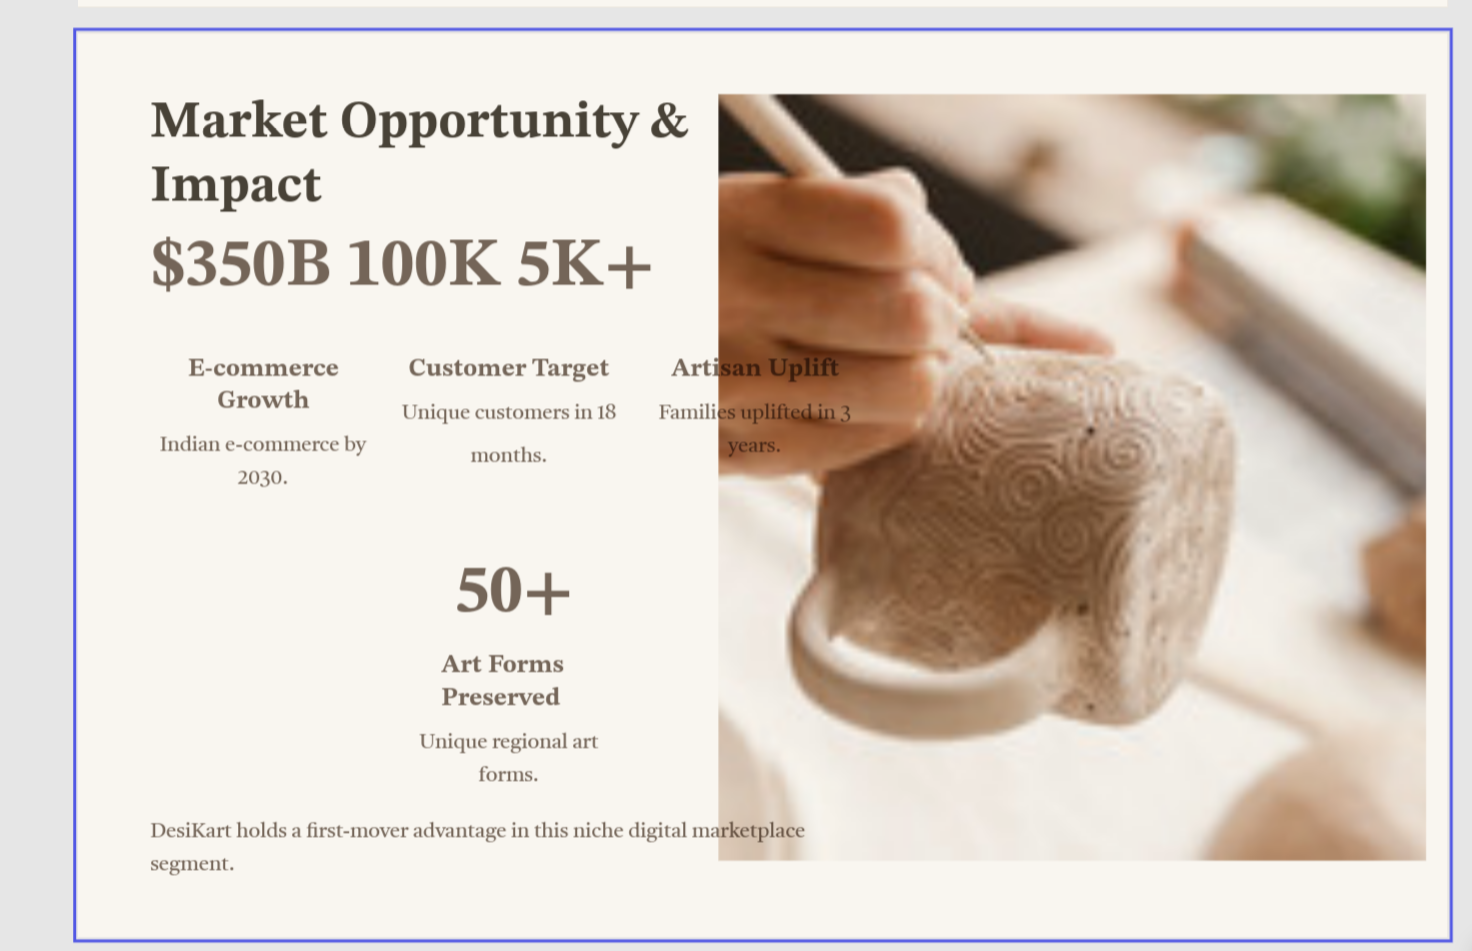 Market Opportunity &
Impact
$350B 100K 5K+
E-commerce
Growth
Indian e-commerce by
2030.
Customer Target
Unique customers in 18
months.
Artisan Uplift
Families uplifted in 3
years.
50+
Art Forms
Preserved
Unique regional art
forms.
DesiKart holds a first-mover advantage in this niche digital marketplace
segment.